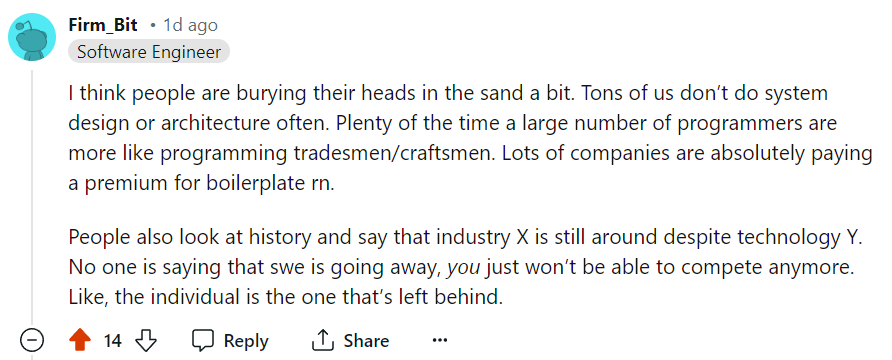 Firm_Bit • 1d ago
Software Engineer
I think people are burying their heads in the sand a bit. Tons of us don’t do system
design or architecture often. Plenty of the time a large number of programmers are
more like programming tradesmen/craftsmen. Lots of companies are absolutely paying
a premium for boilerplate rn.
People also look at history and say that industry X is still around despite technology Y.
No one is saying that swe is going away, you just won’t be able to compete anymore.
Like, the individual is the one that’s left behind.
14 Reply Share